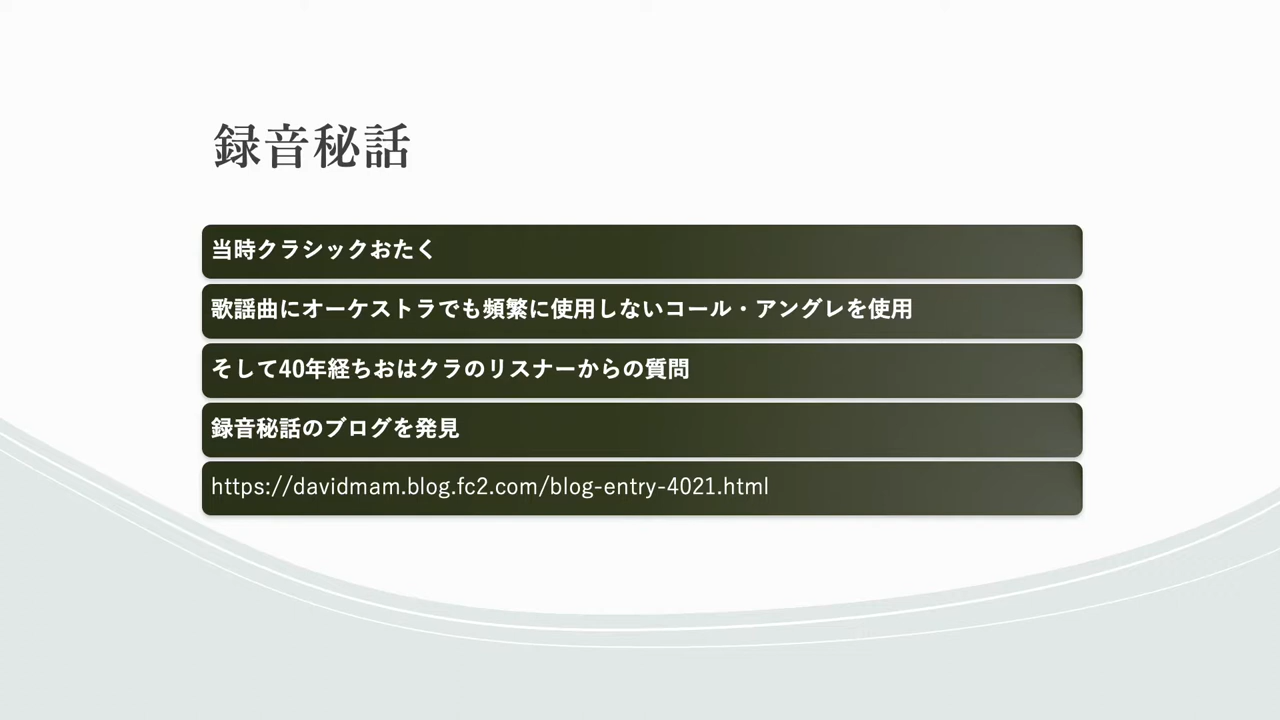 録音秘話
当時クラシックおたく
歌謡曲にオーケストラでも頻繁に使用しないコール・アングレを使用
そして40年経ちおはクラのリスナーからの質問
録音秘話のブログを発見
https://davidmam.blog.fc2.com/blog-entry-4021.html